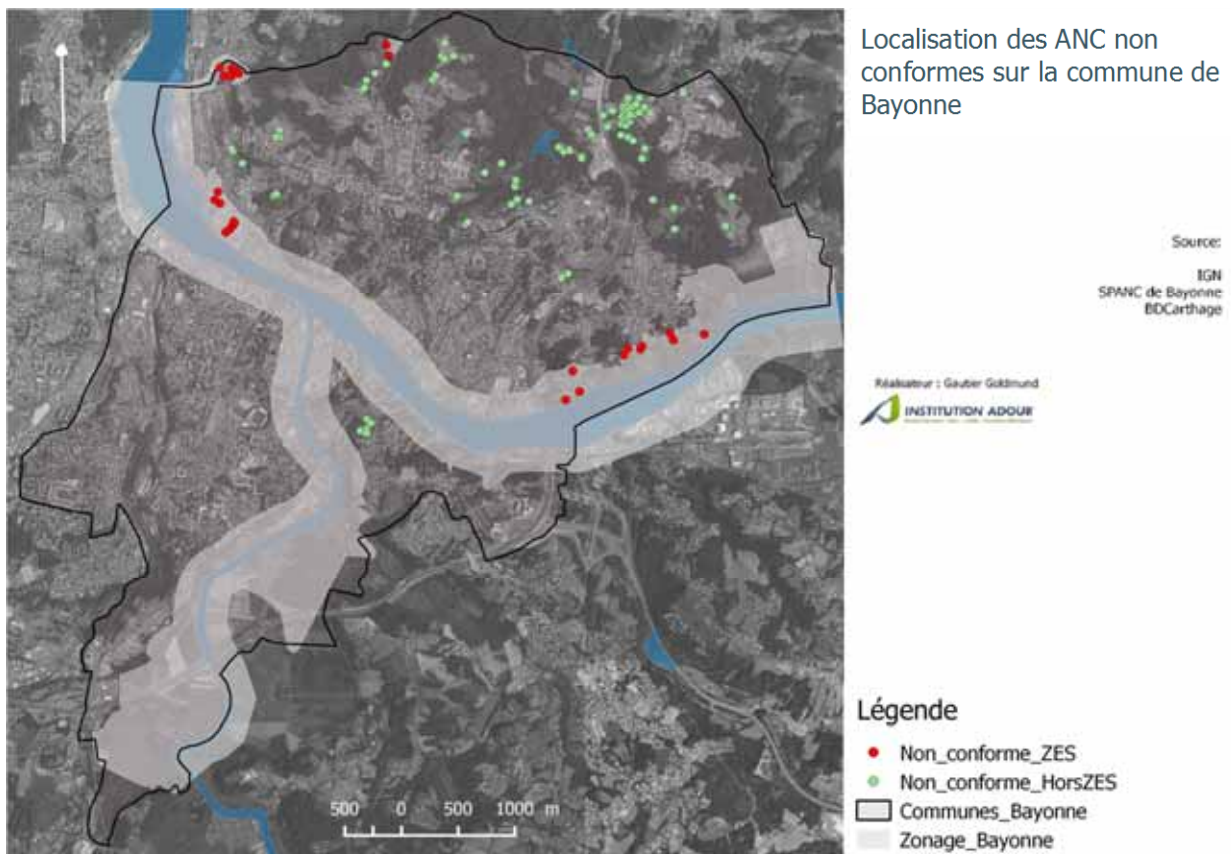 Localisation des ANC non
conformes sur la commune de
Bayonne
Source:
IGN
SPANC de Bayonne
BDCarthage
Réalisateur : Gautier Goldmund
INSTITUTION ADOUR
Légende
Non_conforme_ZES
Non_conforme_HorsZES
Communes_Bayonne
Zonage_Bayonne
500 0 500 1000 m